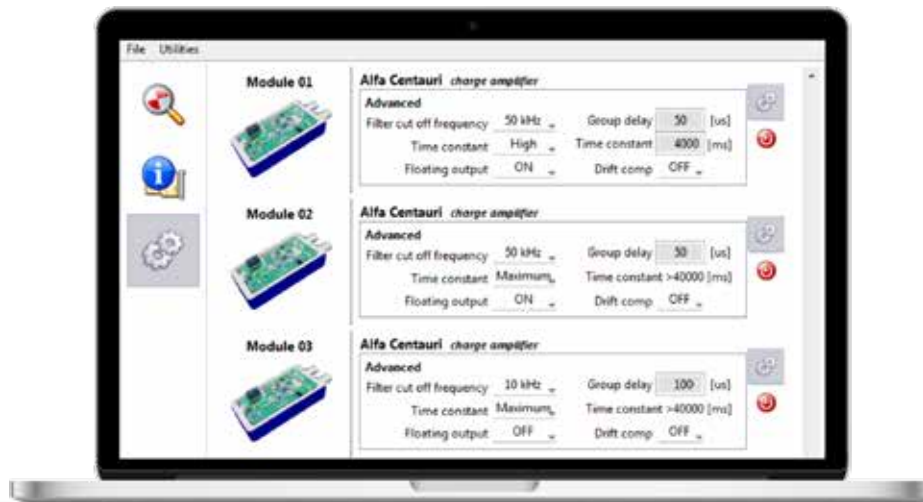 File Utilities
Module 01
Alfa Centauri charge amplifier
Advanced
Filter cut off frequency 50 kHz Group delay 50 [us]
Time constant High Time constant 4000 [ms]
Floating output ON Drift comp OFF
Module 02
Alfa Centauri charge amplifier
Advanced
Filter cut off frequency 50 kHz Group delay 50 [us]
Time constant Maximum Time constant >40000 [ms]
Floating output ON Drift comp OFF
Module 03
Alfa Centauri charge amplifier
Advanced
Filter cut off frequency 10 kHz Group delay 100 [us]
Time constant Maximum Time constant >40000 [ms]
Floating output OFF Drift comp OFF